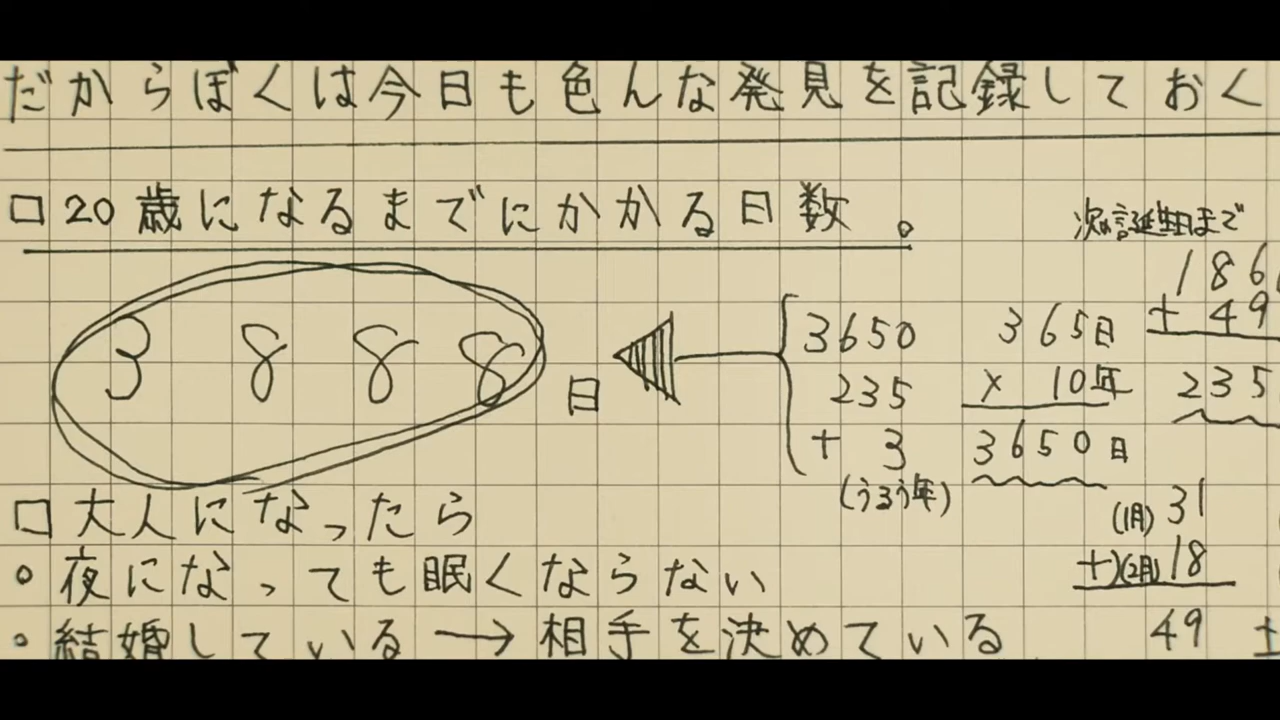 だからぼくは今日も色んな発見を記録しておく
□20歳になるまでにかかる日数。
3888日
3650
235
+ 3
(うるう年)
365日
× 10年
3650日
次の誕生日まで
186
+ 49
235
(1月) 31
+)(2月) 18
49 ±
□大人になったら
○夜になっても眠くならない
○結婚している→相手を決めている